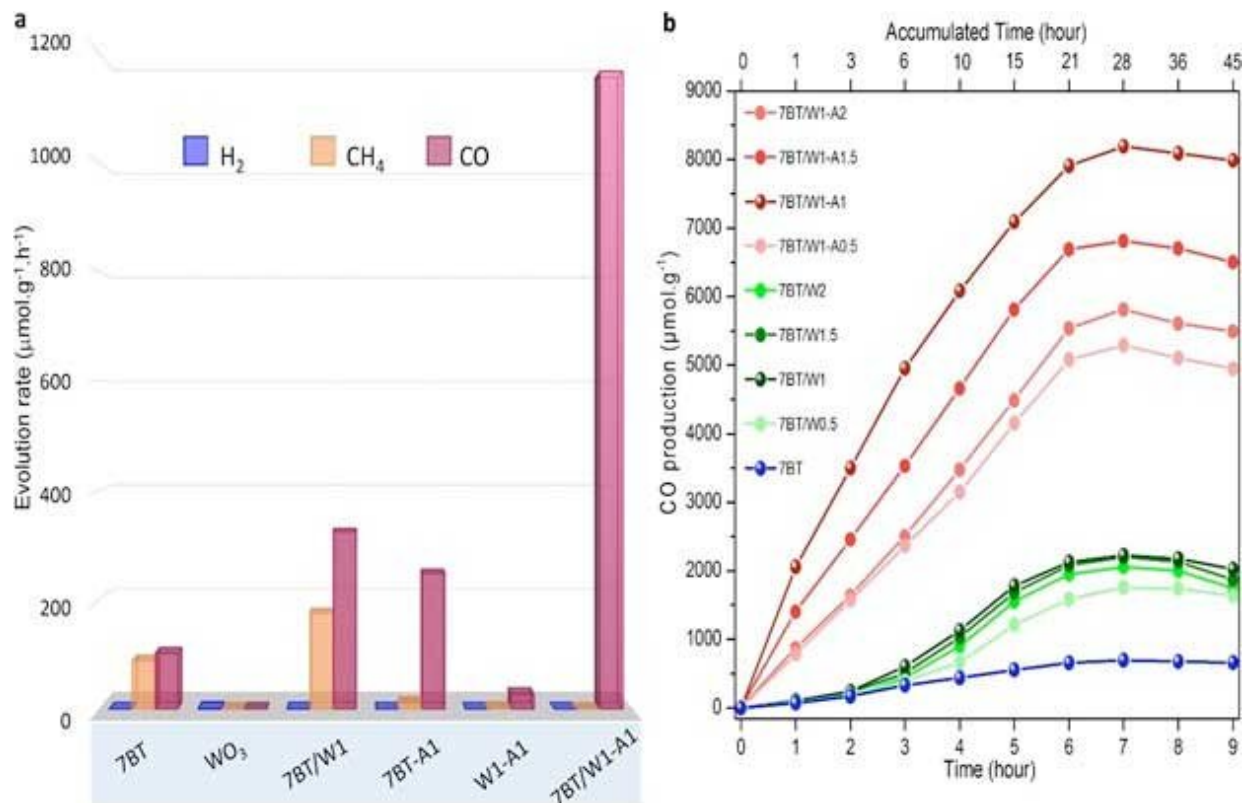 a
1200
1000
800
600
400
200
0
Evolution rate (μmol.g⁻¹.h⁻¹)
H₂ CH₄ CO
7BT WO₃ 7BT/W1 7BT-A1 W1-A1 7BT/W1-A1
b
Accumulated Time (hour)
0 1 3 6 10 15 21 28 36 45
9000
8000
7000
6000
5000
4000
3000
2000
1000
0
CO production (μmol.g⁻¹)
7BT/W1-A2
7BT/W1-A1.5
7BT/W1-A1
7BT/W1-A0.5
7BT/W2
7BT/W1.5
7BT/W1
7BT/W0.5
7BT
0 1 2 3 4 5 6 7 8 9
Time (hour)